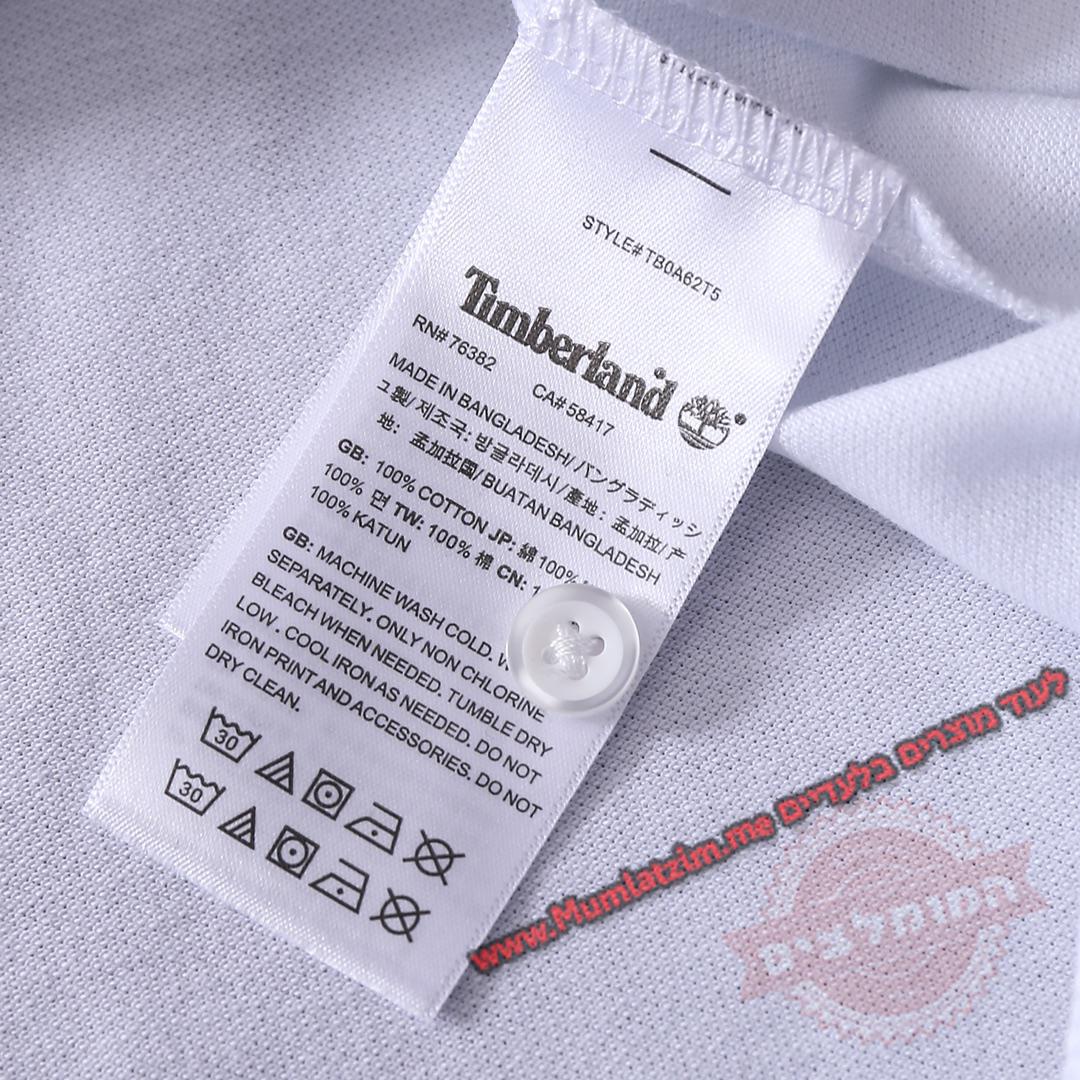 STYLE# TB0A62T5
Timberland
RN# 76382 CA# 58417
MADE IN BANGLADESH/ バングラディッシ
ュ製/ 제조국: 방글라데시/ 產地: 孟加拉/ 产
地: 孟加拉国/ BUATAN BANGLADESH
GB: 100% COTTON JP: 綿 100%
100% 면 TW: 100% 棉 CN:
100% KATUN
GB: MACHINE WASH COLD.
SEPARATELY. ONLY NON CHLORINE
BLEACH WHEN NEEDED. TUMBLE DRY
LOW. COOL IRON AS NEEDED. DO NOT
IRON PRINT AND ACCESSORIES. DO NOT
DRY CLEAN.
30
30
לעוד מוצרים בלעדיים www.Mumlatzim.me
המומלצים